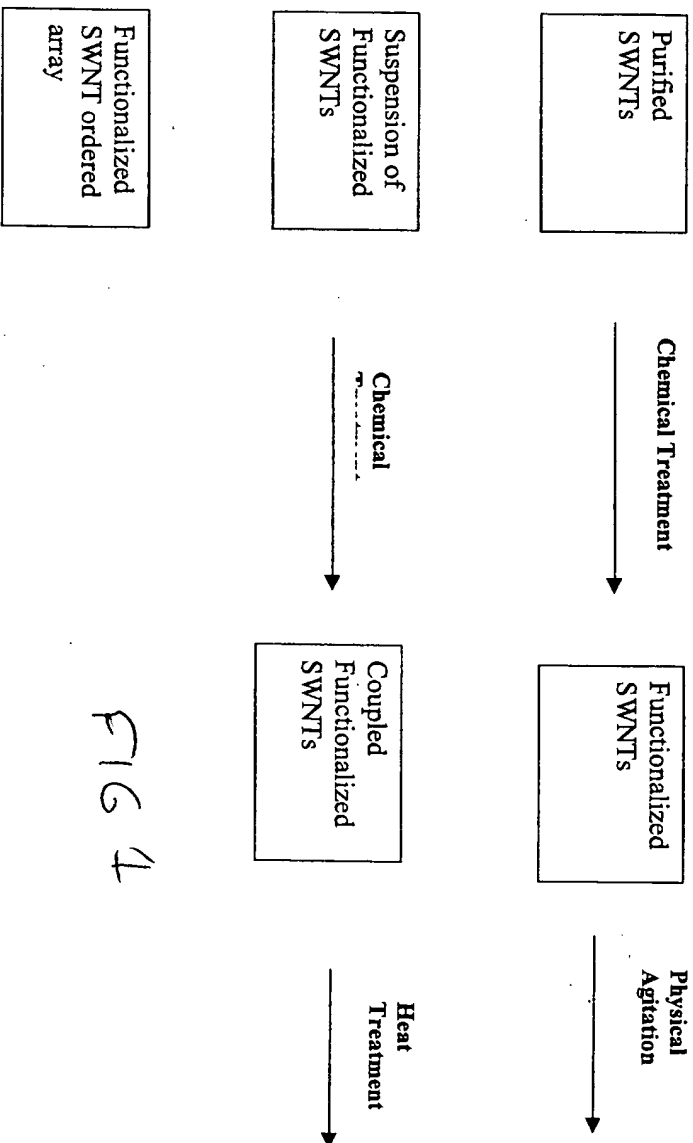 Purified
SWNTs
Chemical Treatment
Functionalized
SWNTs
Physical
Agitation
Suspension of
Functionalized
SWNTs
Chemical
Coupled
Functionalized
SWNTs
Heat
Treatment
Functionalized
SWNT ordered
array
FIG 1